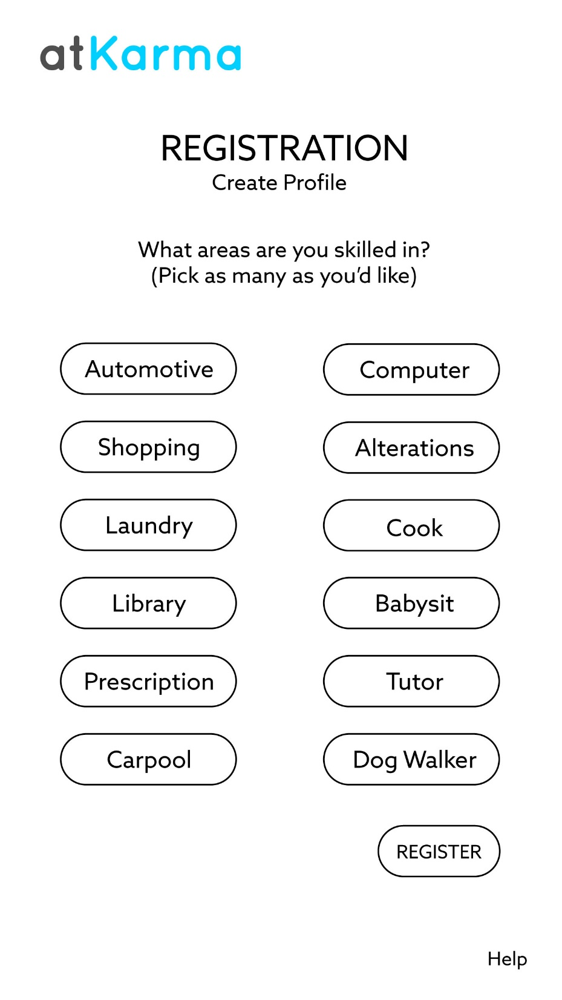 atKarma
REGISTRATION
Create Profile
What areas are you skilled in?
(Pick as many as you’d like)
Automotive
Computer
Shopping
Alterations
Laundry
Cook
Library
Babysit
Prescription
Tutor
Carpool
Dog Walker
REGISTER
Help